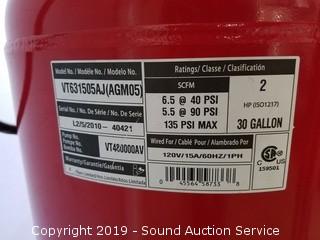 Model No./ Modèle No./ Modelo No.
VT631505AJ(AGM05)
Serial No./ No. De Série/ No. De Serie
L2/5/2010- 40421
Pump No.
VT480000AV
Warranty/Garantie/Garantía
Ratings/ Classe / Clasificación
SCFM
6.5 @ 40 PSI
5.5 @ 90 PSI
135 PSI MAX
2
HP (ISO1217)
30 GALLON
Wired For/ Câblé Pour / Alambrado Por
120V/15A/60HZ/1PH
0 45564 58733 8
C US
159501
Copyright 2019 - Sound Auction Service